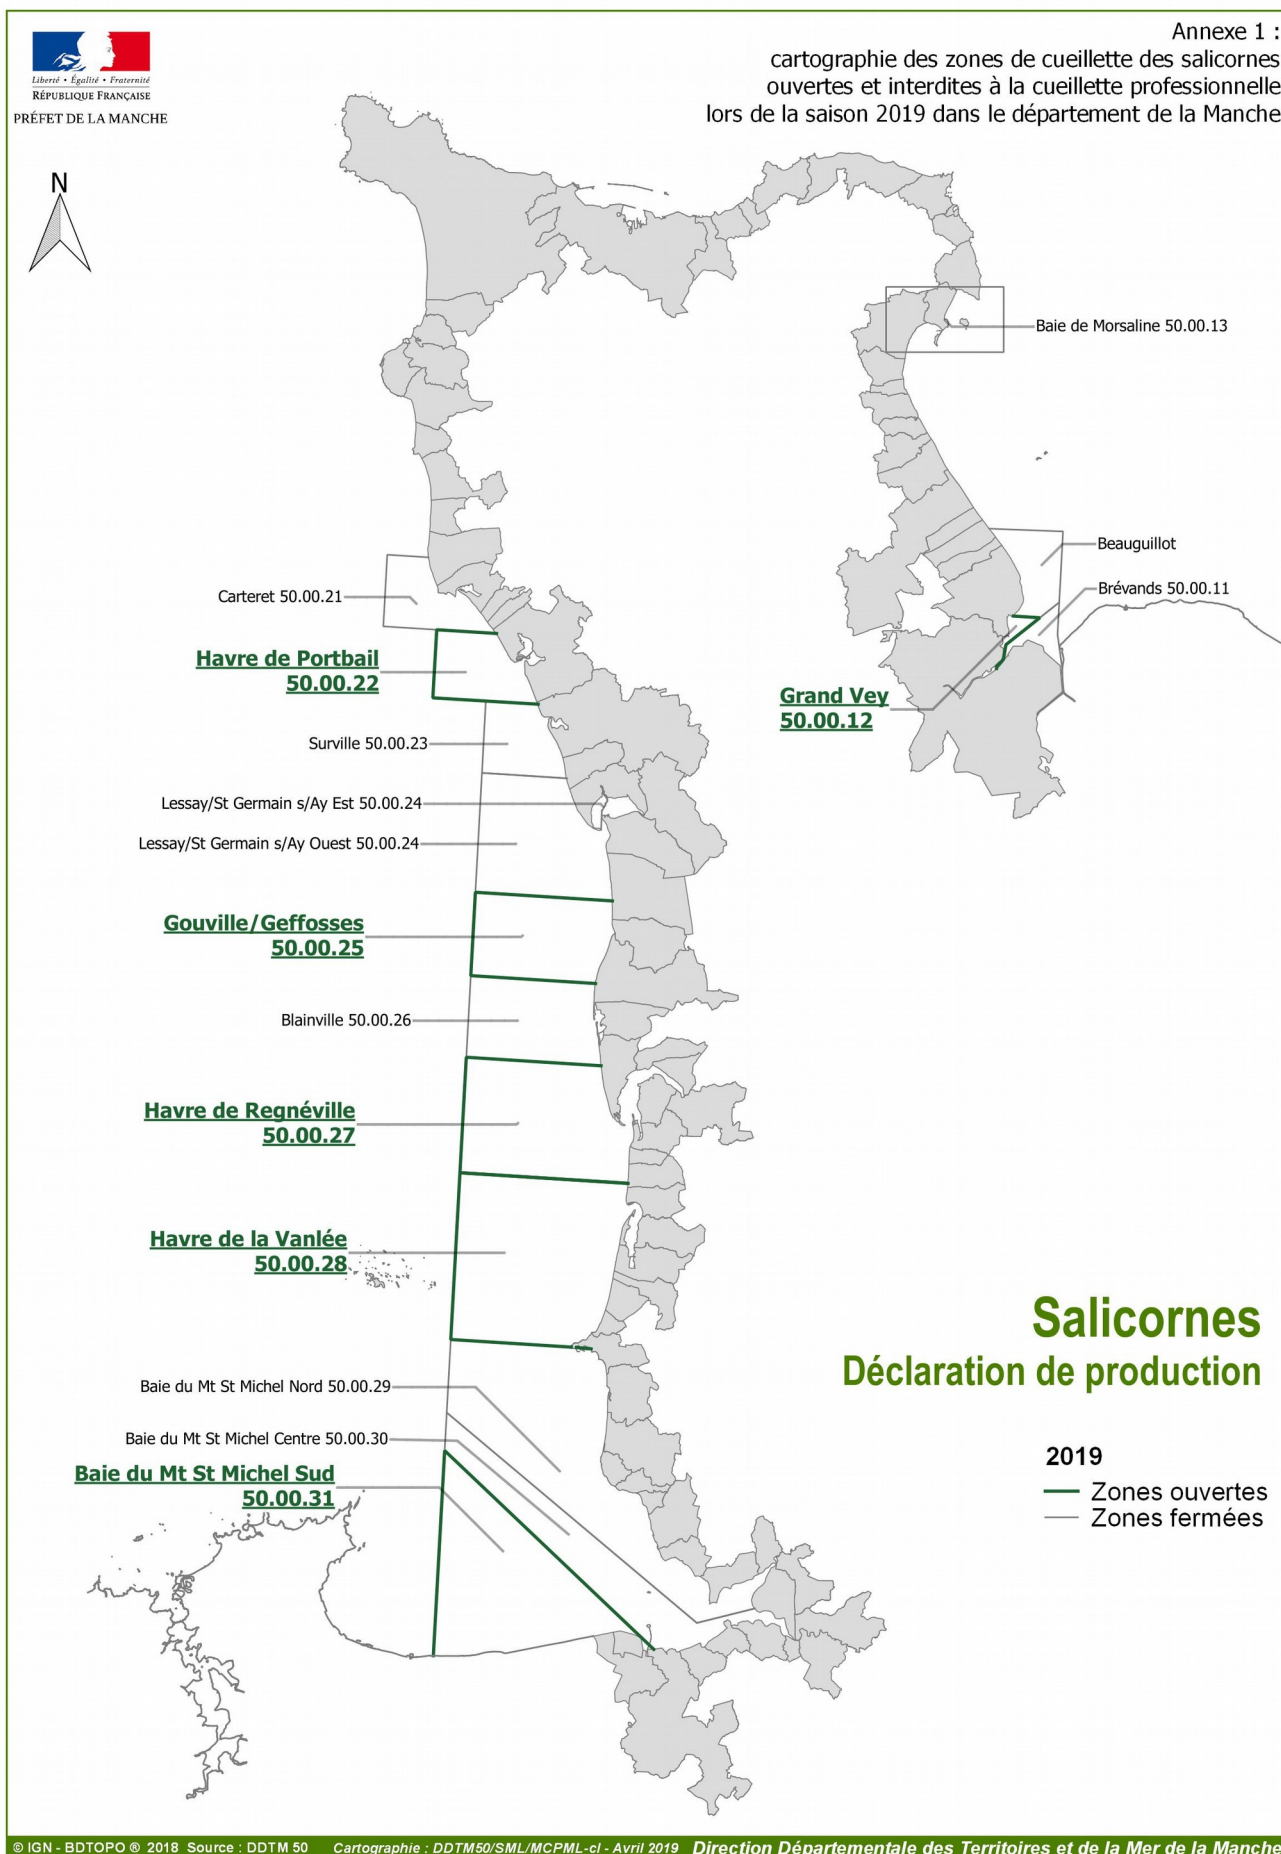 Annexe 1 :
cartographie des zones de cueillette des salicornes
ouvertes et interdites à la cueillette professionnelle
lors de la saison 2019 dans le département de la Manche
Liberté • Égalité • Fraternité
RÉPUBLIQUE FRANÇAISE
PRÉFET DE LA MANCHE
N
Baie de Morsaline 50.00.13
Beauguillot
Brévands 50.00.11
Carteret 50.00.21
Havre de Portbail
50.00.22
Grand Vey
50.00.12
Surville 50.00.23
Lessay/St Germain s/Ay Est 50.00.24
Lessay/St Germain s/Ay Ouest 50.00.24
Gouville/Geffosses
50.00.25
Blainville 50.00.26
Havre de Regnéville
50.00.27
Havre de la Vanlée
50.00.28
Salicornes
Déclaration de production
Baie du Mt St Michel Nord 50.00.29
Baie du Mt St Michel Centre 50.00.30
Baie du Mt St Michel Sud
50.00.31
2019
Zones ouvertes
Zones fermées
© IGN - BDTOPO ® 2018 Source : DDTM 50 Cartographie : DDTM50/SML/MCPML-cl - Avril 2019 Direction Départementale des Territoires et de la Mer de la Manche